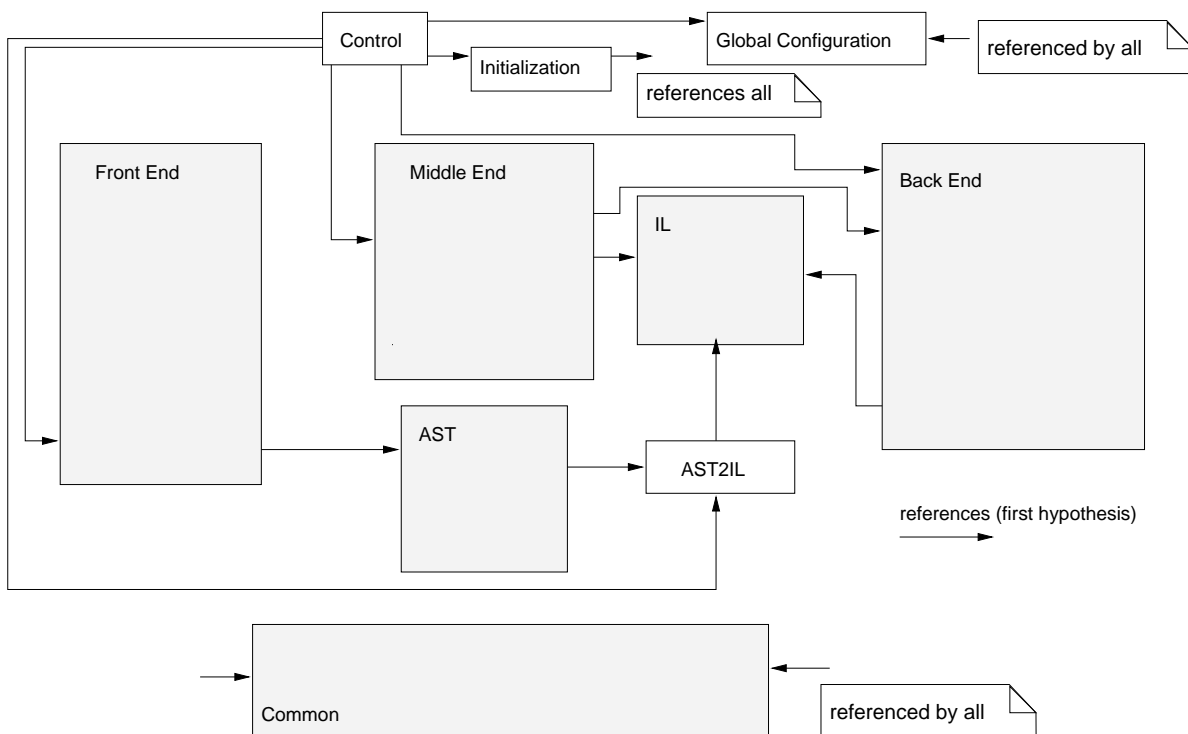 Control
Global Configuration
referenced by all
Initialization
references all
Front End
Middle End
Back End
IL
AST
AST2IL
references (first hypothesis)
Common
referenced by all